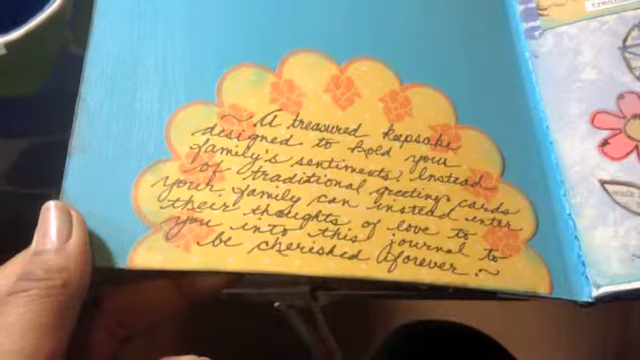 ~ A treasured keepsake
designed to hold your
family's sentiments! Instead
of traditional greeting cards
your family can instead enter
their thoughts of love to
you into this journal to
be cherished aforever. ~